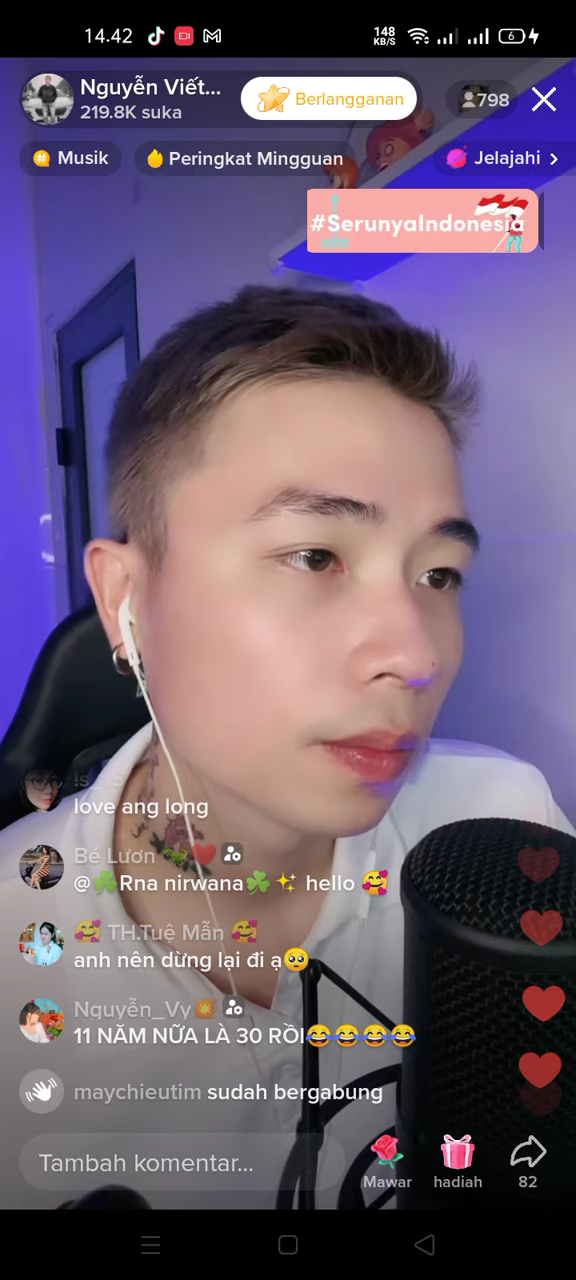 14.42
148
KB/S
6
Nguyễn Viết...
219.8K suka
Berlangganan
798
Musik
Peringkat Mingguan
Jelajahi >
#SerunyaIndonesia
love ang long
Bé Lươn 🐉❤️
@☘️Rna nirwana☘️✨ hello 🥰
🥰 TH.Tuệ Mẫn 🥰
anh nên dừng lại đi ạ🥺
Nguyễn_Vy💥
11 NĂM NỮA LÀ 30 RỒI😂😂😂😂
maychieutim sudah bergabung
Tambah komentar...
Mawar
hadiah
82